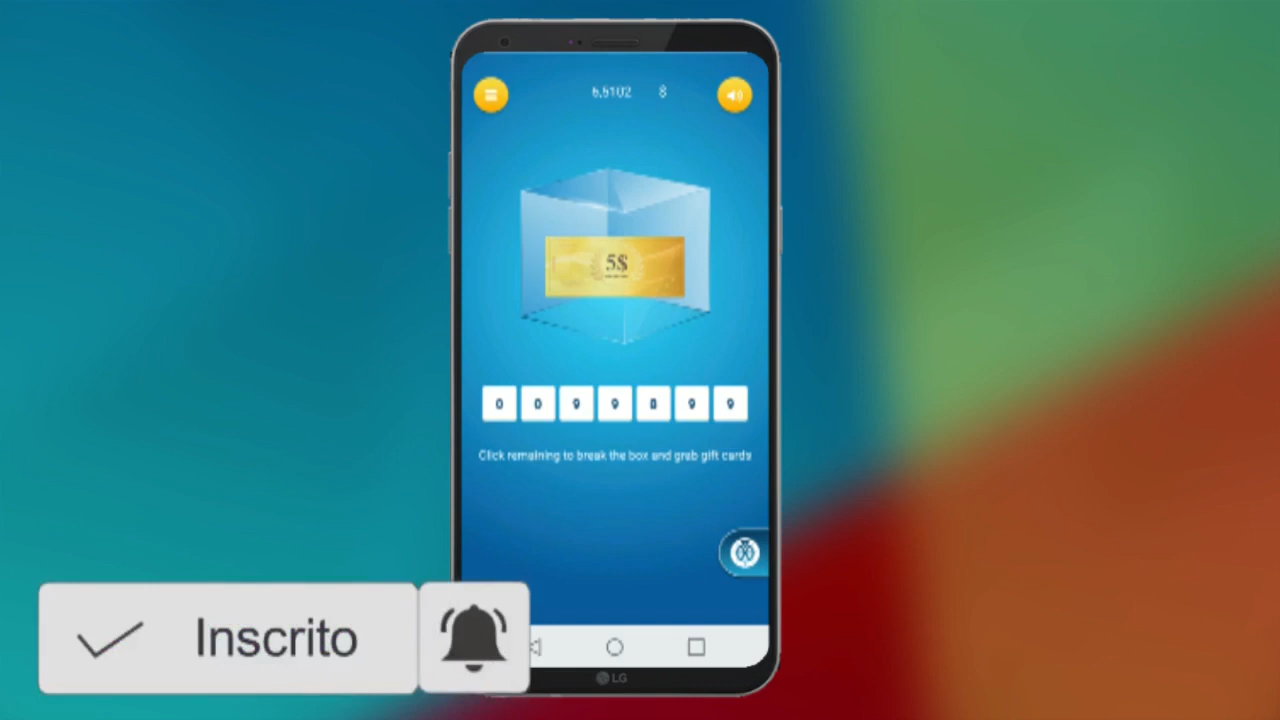 6,5102 8
5$
0 0 9 9 8 9 9
Click remaining to break the box and grab gift cards
Inscrito
LG